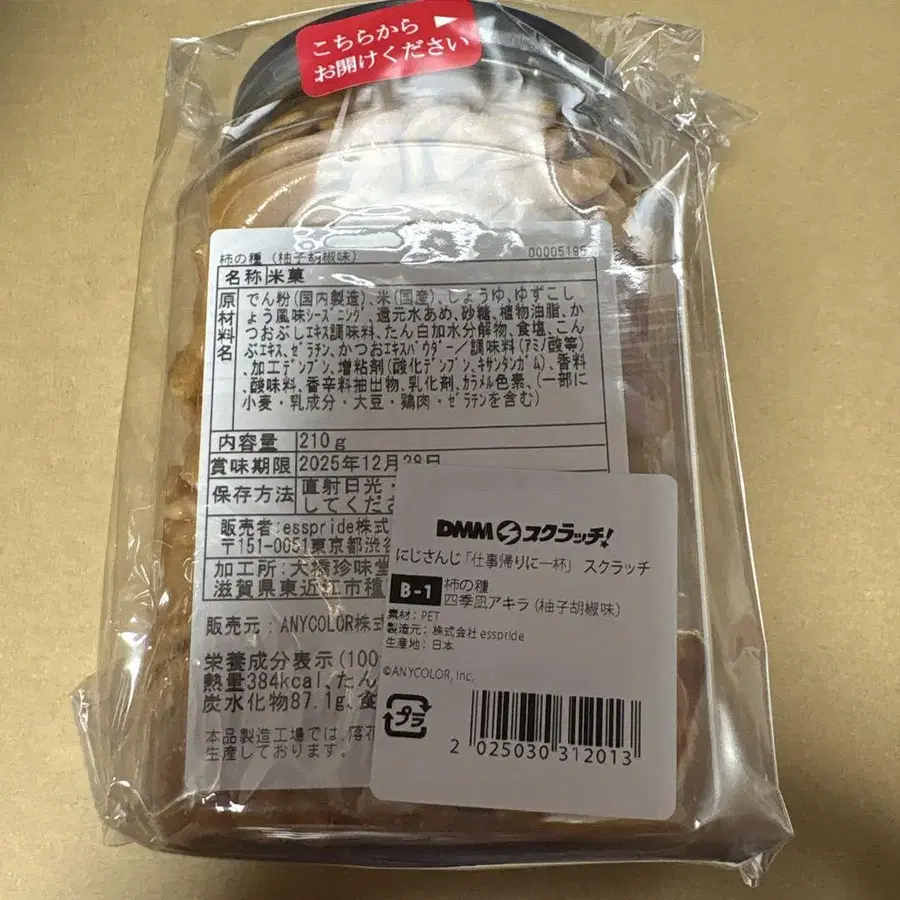 こちらから
お開けください
柿の種 (柚子胡椒味)
00005195
名称 米菓
原材料名
でん粉(国内製造)、米(国産)、しょうゆ、ゆずこし
ょう風味シーズニング、還元水あめ、砂糖、植物油脂、か
つおぶしエキス調味料、たん白加水分解物、食塩、こん
ぶエキス、ゼラチン、かつおエキスパウダー/調味料(アミノ酸等)
、加工デンプン、増粘剤(酸化デンプン、キサンタンガム)、香料
、酸味料、香辛料抽出物、乳化剤、カラメル色素、(一部に
小麦・乳成分・大豆・鶏肉・ゼラチンを含む)
内容量 210g
賞味期限 2025年12月28日
保存方法 直射日光・
してくださ
販売者:esspride株式
〒151-0051東京都渋谷
加工所:大橋珍味堂
滋賀県東近江市種
販売元:ANYCOLOR株式
栄養成分表示(100
熱量384kcal、たん
炭水化物87.1g、食
本品製造工場では、落花
生産しております。
DMMスクラッチ!
にじさんじ「仕事帰りに一杯」 スクラッチ
B-1 柿の種
四季凪アキラ (柚子胡椒味)
素材: PET
製造元: 株式会社esspride
生産地: 日本
©ANYCOLOR, Inc.
プラ
2 025030 312013